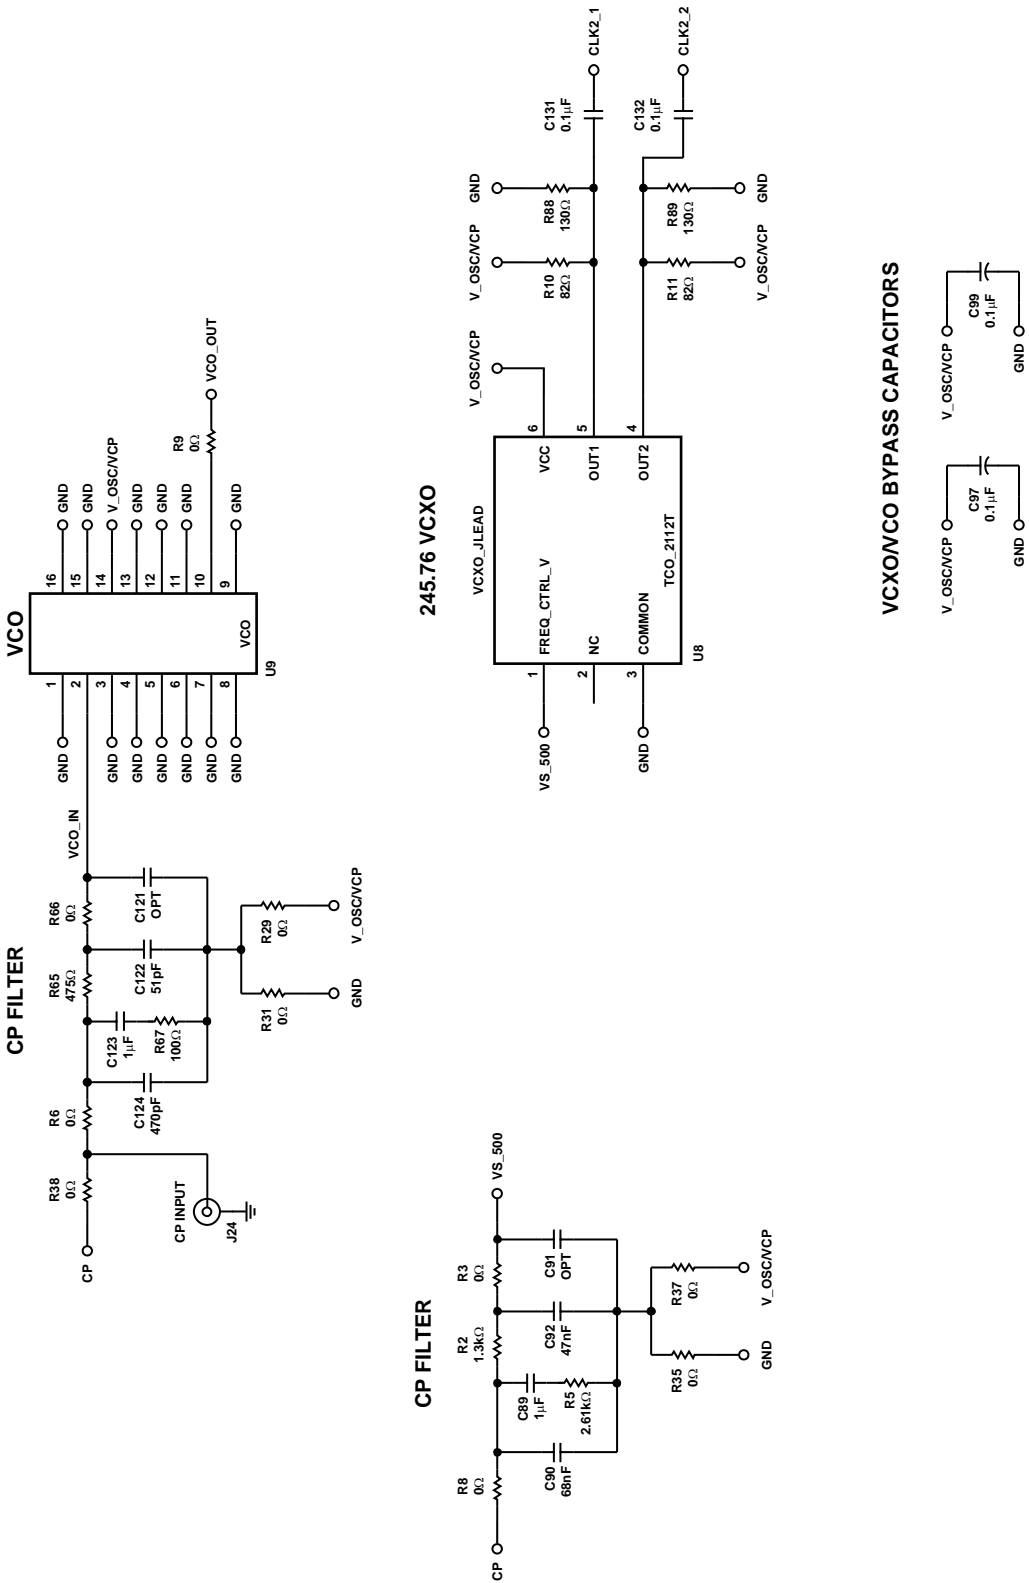 CP FILTER
CP
R38
0Ω
R6
0Ω
R65
475Ω
R66
0Ω
VCO_IN
CP INPUT
J24
C124
470pF
C123
1µF
R67
100Ω
C122
51pF
C121
OPT
R31
0Ω
R29
0Ω
GND
V_OSC/VCP
VCO
GND
GND
GND
GND
GND
GND
GND
1
2
3
4
5
6
7
8
VCO
U9
16
15
14
13
12
11
10
9
GND
GND
V_OSC/VCP
GND
GND
GND
GND
R9
0Ω
VCO_OUT
CP FILTER
CP
R8
0Ω
R2
1.3kΩ
R3
0Ω
VS_500
C90
68nF
C89
1µF
R5
2.61kΩ
C92
47nF
C91
OPT
R35
0Ω
R37
0Ω
GND
V_OSC/VCP
245.76 VCXO
VCXO_JLEAD
VS_500
GND
1
2
3
FREQ_CTRL_V
NC
COMMON
VCC
OUT1
OUT2
TCO_2112T
U8
6
5
4
V_OSC/VCP
V_OSC/VCP
GND
R10
82Ω
R88
130Ω
C131
0.1µF
CLK2_1
R11
82Ω
R89
130Ω
C132
0.1µF
CLK2_2
V_OSC/VCP
GND
VCXO/VCO BYPASS CAPACITORS
V_OSC/VCP
C97
0.1µF
GND
V_OSC/VCP
C99
0.1µF
GND